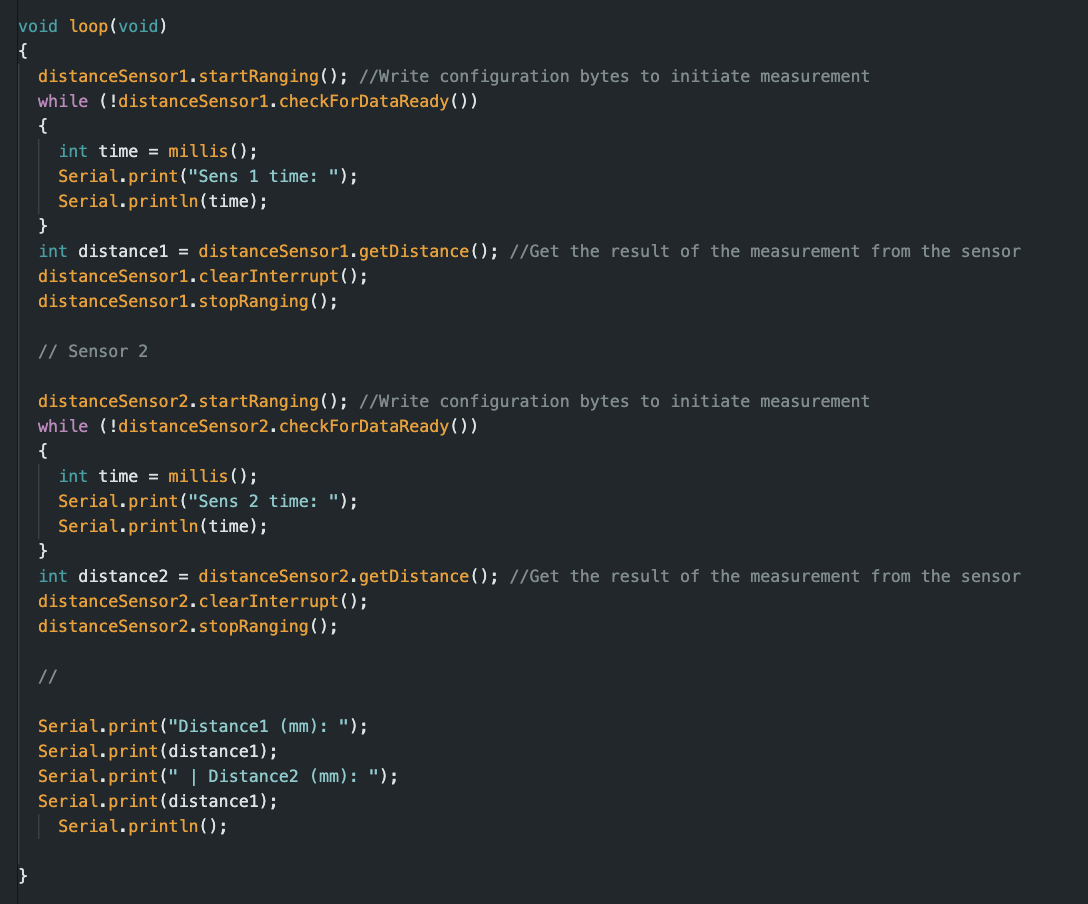 void loop(void)
{
  distanceSensor1.startRanging(); //Write configuration bytes to initiate measurement
  while (!distanceSensor1.checkForDataReady())
  {
    int time = millis();
    Serial.print("Sens 1 time: ");
    Serial.println(time);
  }
  int distance1 = distanceSensor1.getDistance(); //Get the result of the measurement from the sensor
  distanceSensor1.clearInterrupt();
  distanceSensor1.stopRanging();

  // Sensor 2

  distanceSensor2.startRanging(); //Write configuration bytes to initiate measurement
  while (!distanceSensor2.checkForDataReady())
  {
    int time = millis();
    Serial.print("Sens 2 time: ");
    Serial.println(time);
  }
  int distance2 = distanceSensor2.getDistance(); //Get the result of the measurement from the sensor
  distanceSensor2.clearInterrupt();
  distanceSensor2.stopRanging();

  //

  Serial.print("Distance1 (mm): ");
  Serial.print(distance1);
  Serial.print(" | Distance2 (mm): ");
  Serial.print(distance1);
    Serial.println();

}